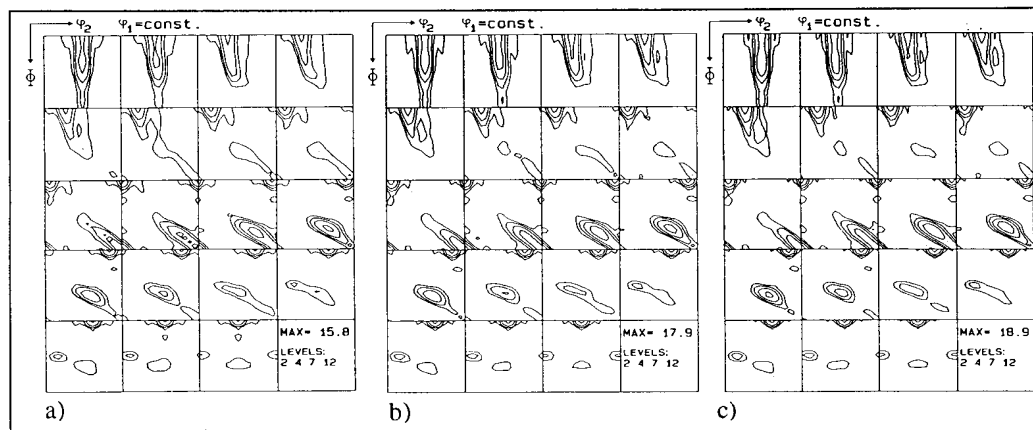 φ₂ φ₁=const.
Φ
MAX= 15.8
LEVELS:
2 4 7 12
a)
φ₂ φ₁=const.
Φ
MAX= 17.9
LEVELS:
2 4 7 12
b)
φ₂ φ₁=const.
Φ
MAX= 18.9
LEVELS:
2 4 7 12
c)